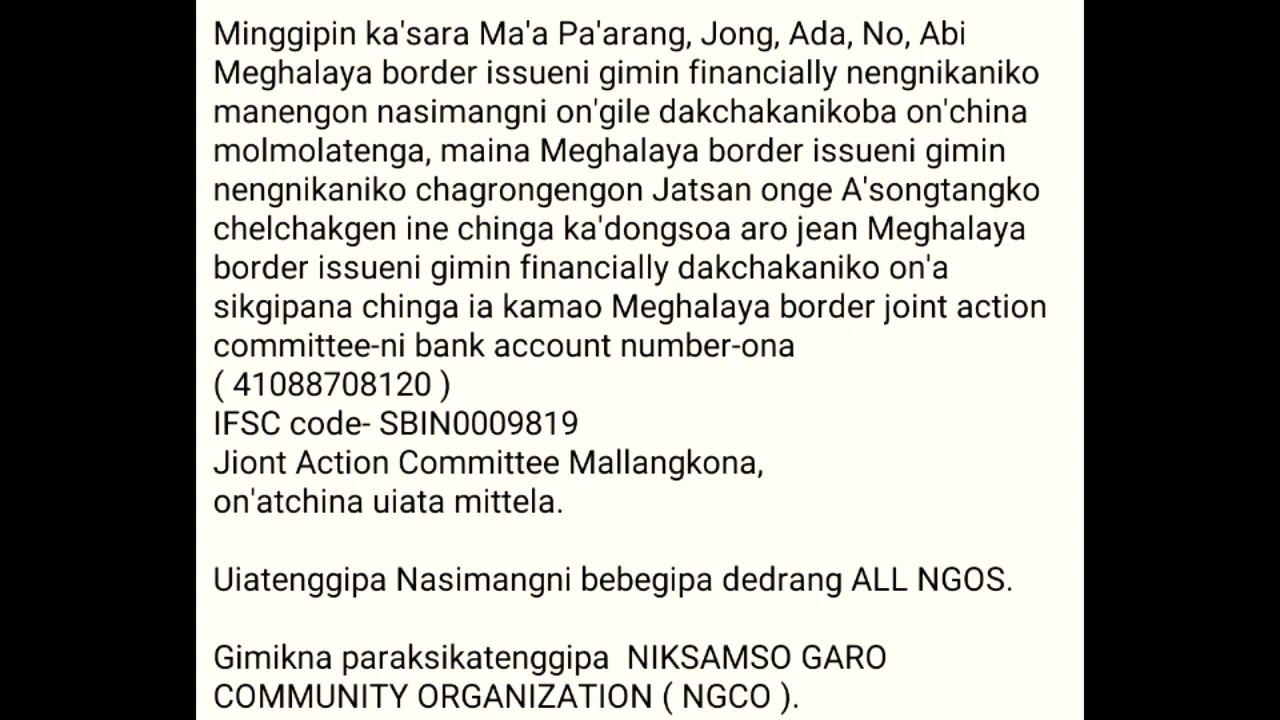 Minggipin ka'sara Ma'a Pa'arang, Jong, Ada, No, Abi
Meghalaya border issueni gimin financially nengnikaniko
manengon nasimangni on'gile dakchakanikoba on'china
molmolatenga, maina Meghalaya border issueni gimin
nengnikaniko chagrongengon Jatsan onge A'songtangko
chelchakgen ine chinga ka'dongsoa aro jean Meghalaya
border issueni gimin financially dakchakaniko on'a
sikgipana chinga ia kamao Meghalaya border joint action
committee-ni bank account number-ona
( 41088708120 )
IFSC code- SBIN0009819
Jiont Action Committee Mallangkona,
on'atchina uiata mittela.
Uiatenggipa Nasimangni bebegipa dedrang ALL NGOS.
Gimikna paraksikatenggipa  NIKSAMSO GARO
COMMUNITY ORGANIZATION ( NGCO ).